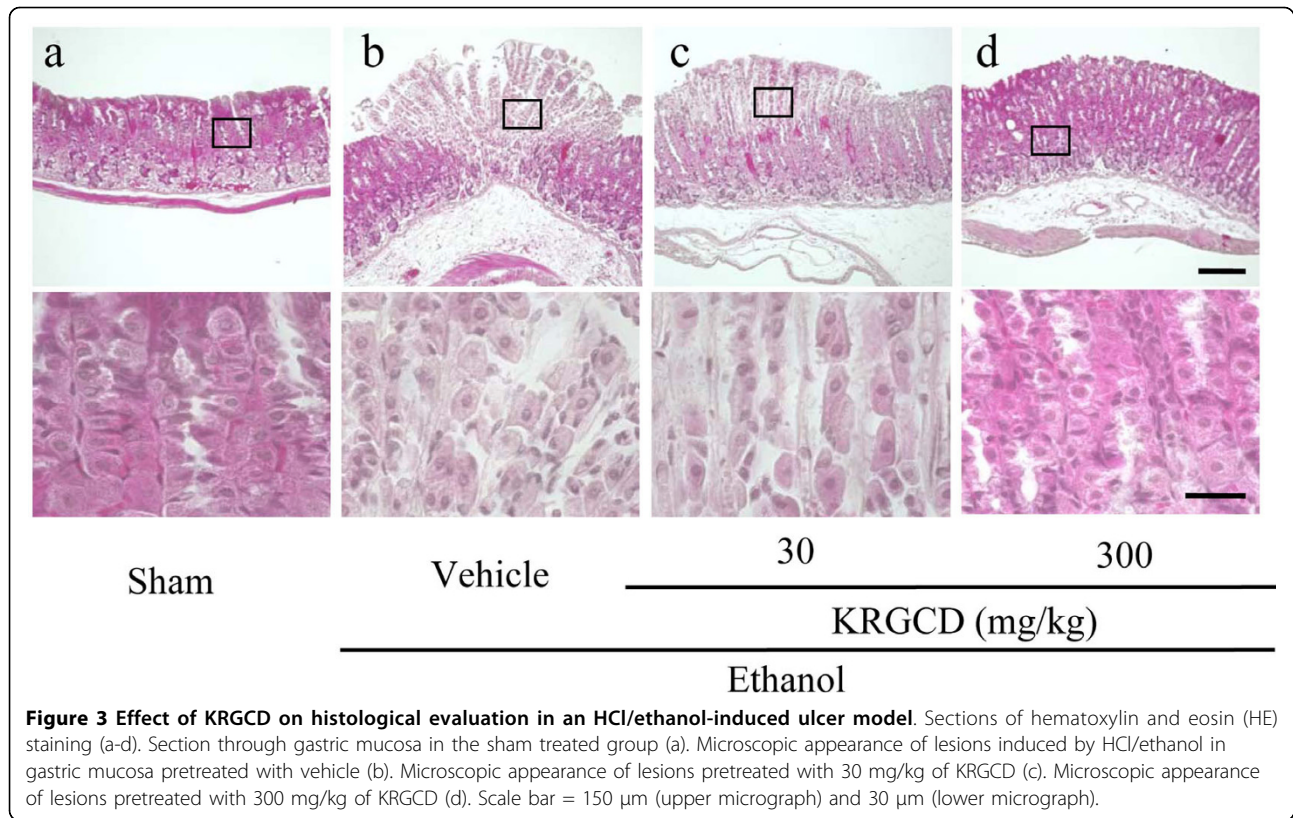 a b c d
30 300
Sham Vehicle
KRGCD (mg/kg)
Ethanol
Figure 3 Effect of KRGCD on histological evaluation in an HCl/ethanol-induced ulcer model. Sections of hematoxylin and eosin (HE)
staining (a-d). Section through gastric mucosa in the sham treated group (a). Microscopic appearance of lesions induced by HCl/ethanol in
gastric mucosa pretreated with vehicle (b). Microscopic appearance of lesions pretreated with 30 mg/kg of KRGCD (c). Microscopic appearance
of lesions pretreated with 300 mg/kg of KRGCD (d). Scale bar = 150 μm (upper micrograph) and 30 μm (lower micrograph).